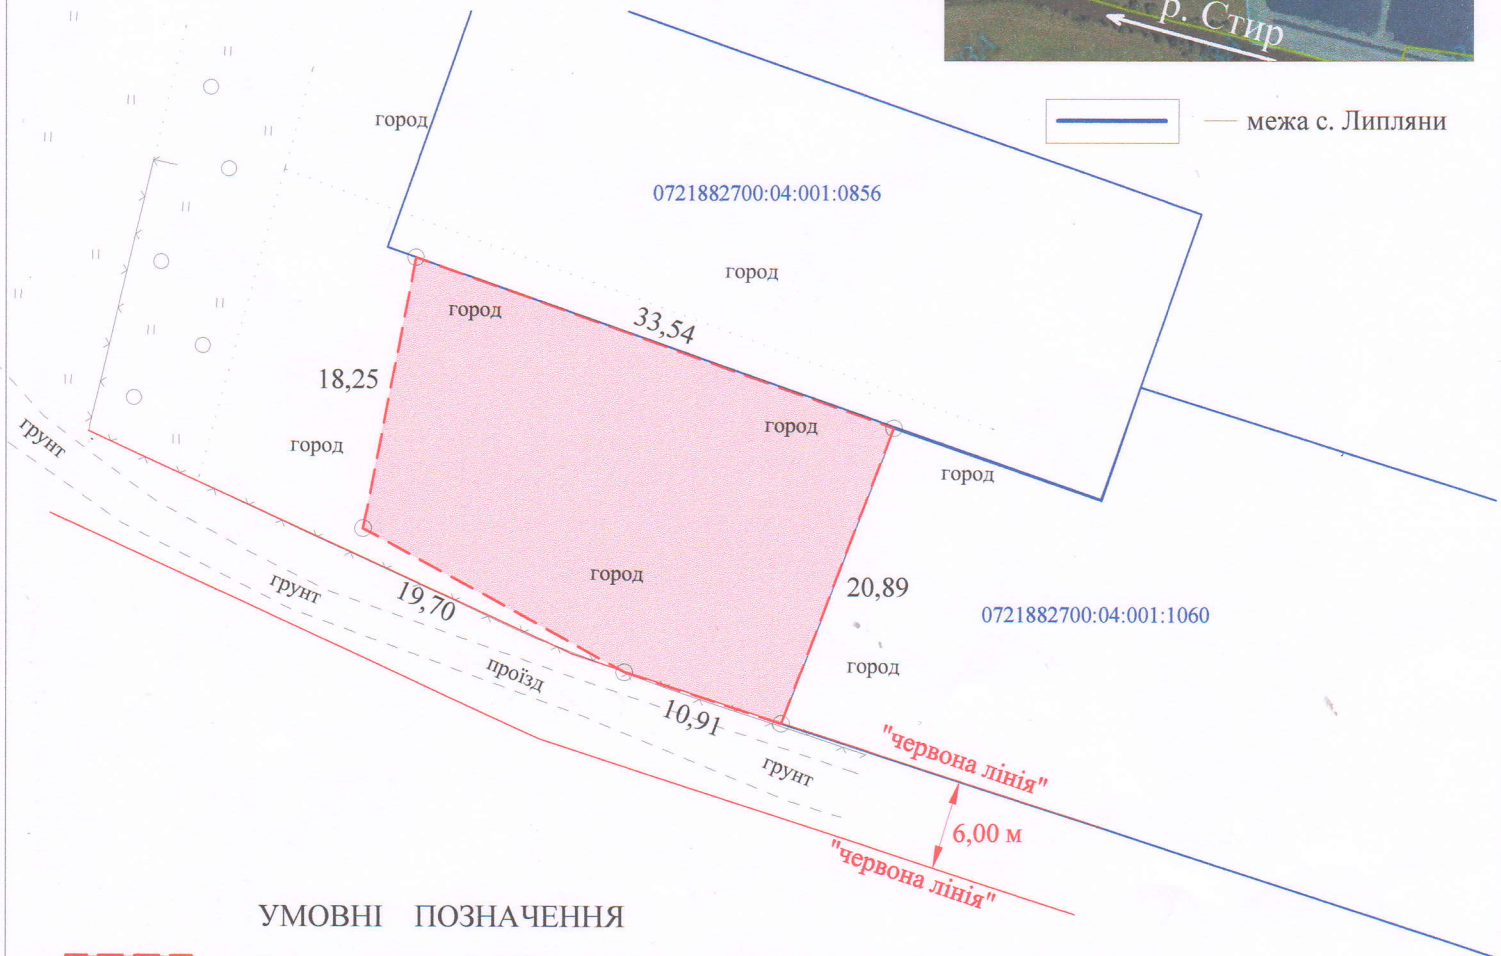 р. Стир
межа с. Липляни
город
0721882700:04:001:0856
город
город
33,54
18,25
город
город
город
грунт
город
20,89
грунт
19,70
0721882700:04:001:1060
город
проїзд
10,91
"червона лінія"
грунт
6,00 м
"червона лінія"
УМОВНІ ПОЗНАЧЕННЯ